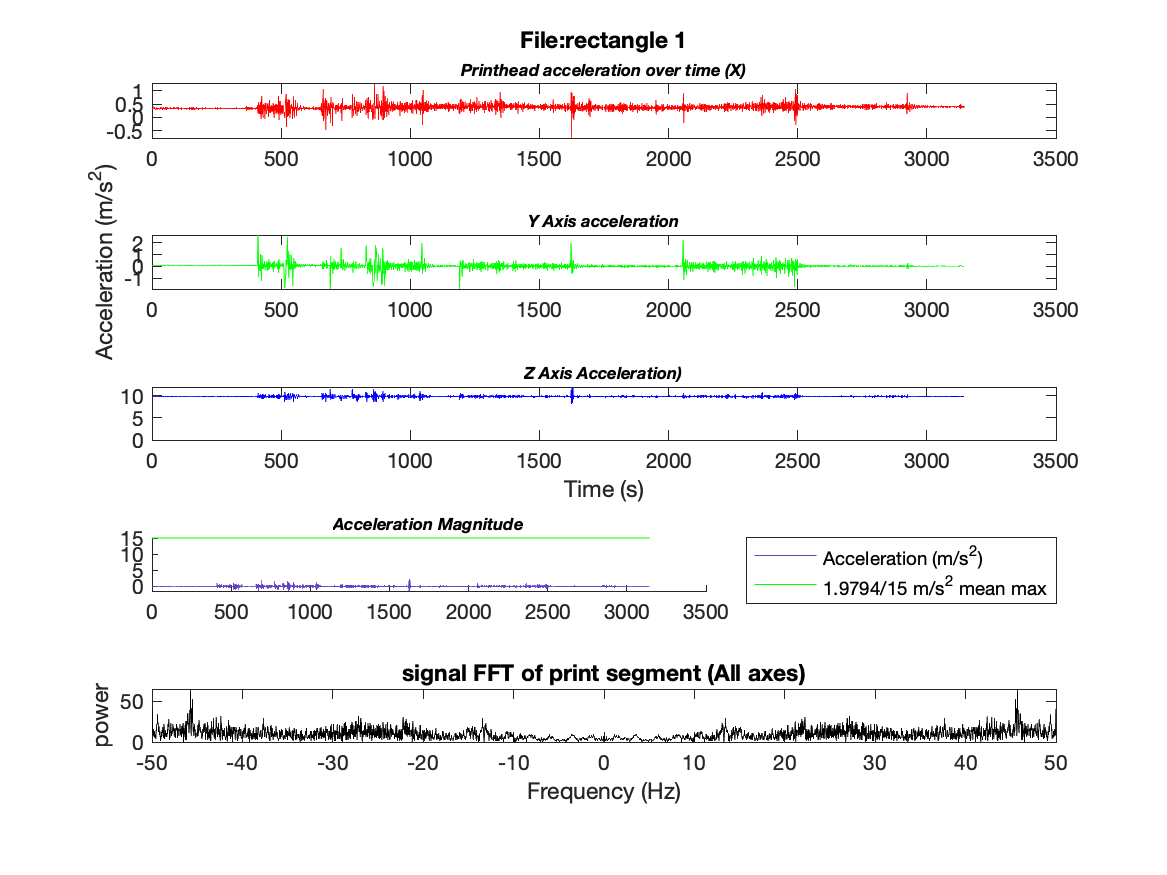 File:rectangle 1
Printhead acceleration over time (X)
1
0.5
0
-0.5
0 500 1000 1500 2000 2500 3000 3500
Acceleration (m/s²)
Y Axis acceleration
2
1
0
-1
0 500 1000 1500 2000 2500 3000 3500
Z Axis Acceleration)
10
5
0
0 500 1000 1500 2000 2500 3000 3500
Time (s)
Acceleration Magnitude
15
10
5
0
0 500 1000 1500 2000 2500 3000 3500
Acceleration (m/s²)
1.9794/15 m/s² mean max
signal FFT of print segment (All axes)
power
50
0
-50 -40 -30 -20 -10 0 10 20 30 40 50
Frequency (Hz)